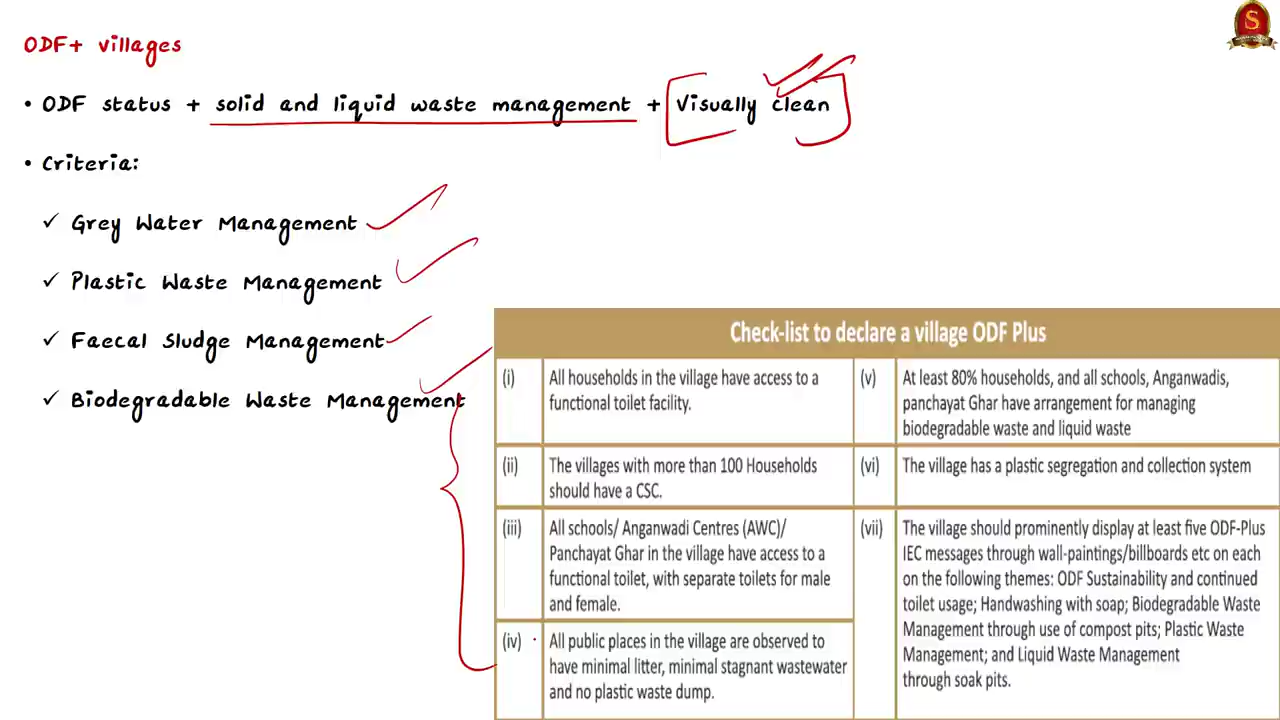 ODF+ villages
• ODF status + solid and liquid waste management + Visually clean
• Criteria:
✓ Grey Water Management
✓ Plastic Waste Management
✓ Faecal Sludge Management
✓ Biodegradable Waste Management
Check-list to declare a village ODF Plus
(i) All households in the village have access to a
functional toilet facility.
(ii) The villages with more than 100 Households
should have a CSC.
(iii) All schools/ Anganwadi Centres (AWC)/
Panchayat Ghar in the village have access to a
functional toilet, with separate toilets for male
and female.
(iv) All public places in the village are observed to
have minimal litter, minimal stagnant wastewater
and no plastic waste dump.
(v) At least 80% households, and all schools, Anganwadis,
panchayat Ghar have arrangement for managing
biodegradable waste and liquid waste
(vi) The village has a plastic segregation and collection system
(vii) The village should prominently display at least five ODF-Plus
IEC messages through wall-paintings/billboards etc on each
on the following themes: ODF Sustainability and continued
toilet usage; Handwashing with soap; Biodegradable Waste
Management through use of compost pits; Plastic Waste
Management; and Liquid Waste Management
through soak pits.
S